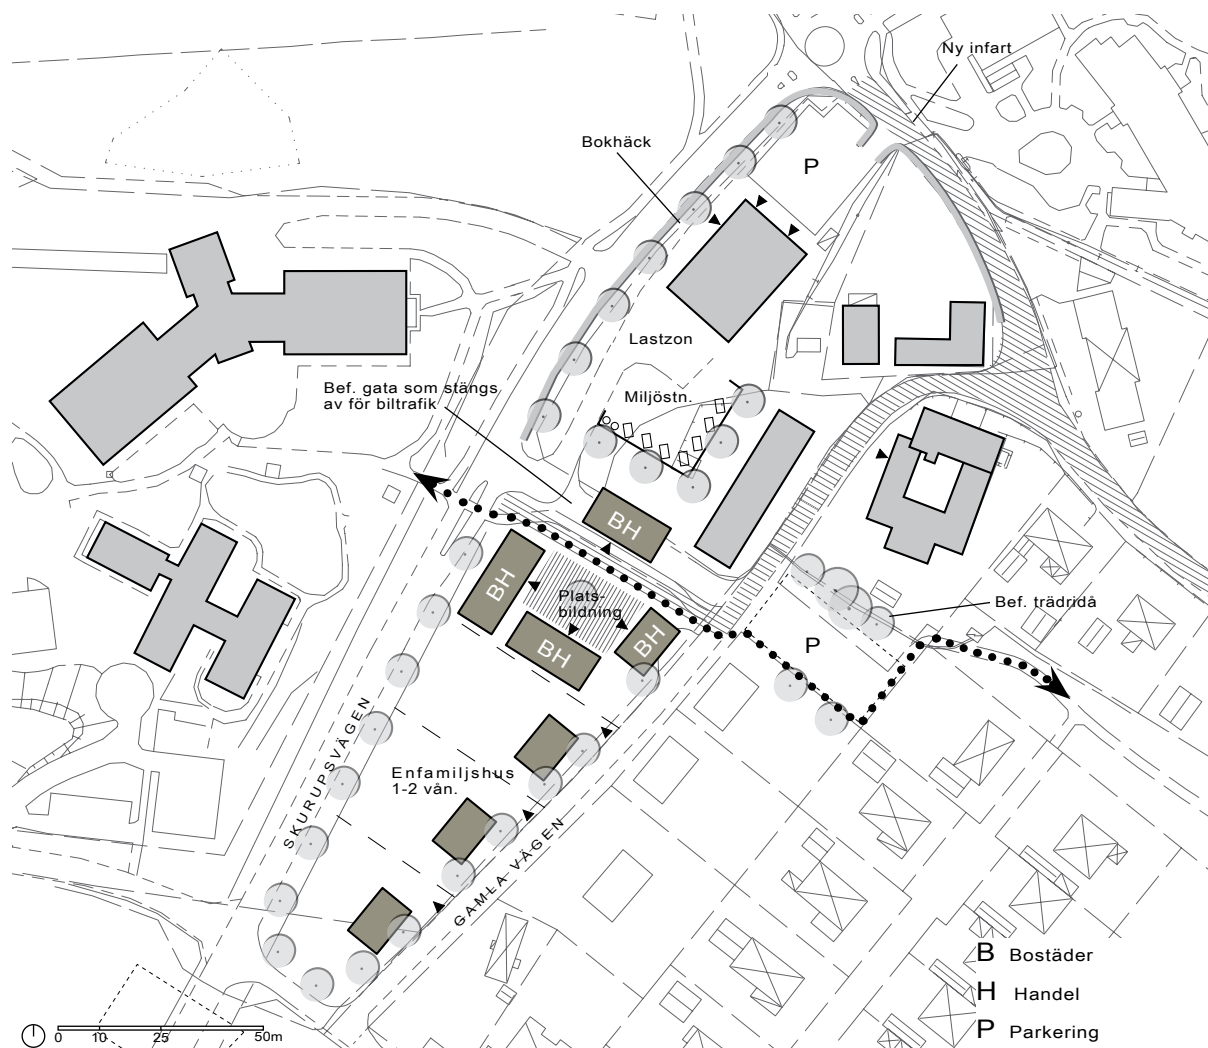 Ny infart
Bokhäck
P
Lastzon
Bef. gata som stängs
av för biltrafik
Miljöstn.
BH
BH
Plats-
bildning
BH
BH
Bef. trädridå
P
SKURUPSVÄGEN
Enfamiljshus
1-2 vån.
GAMLA VÄGEN
B Bostäder
H Handel
P Parkering
0 10 25 50m